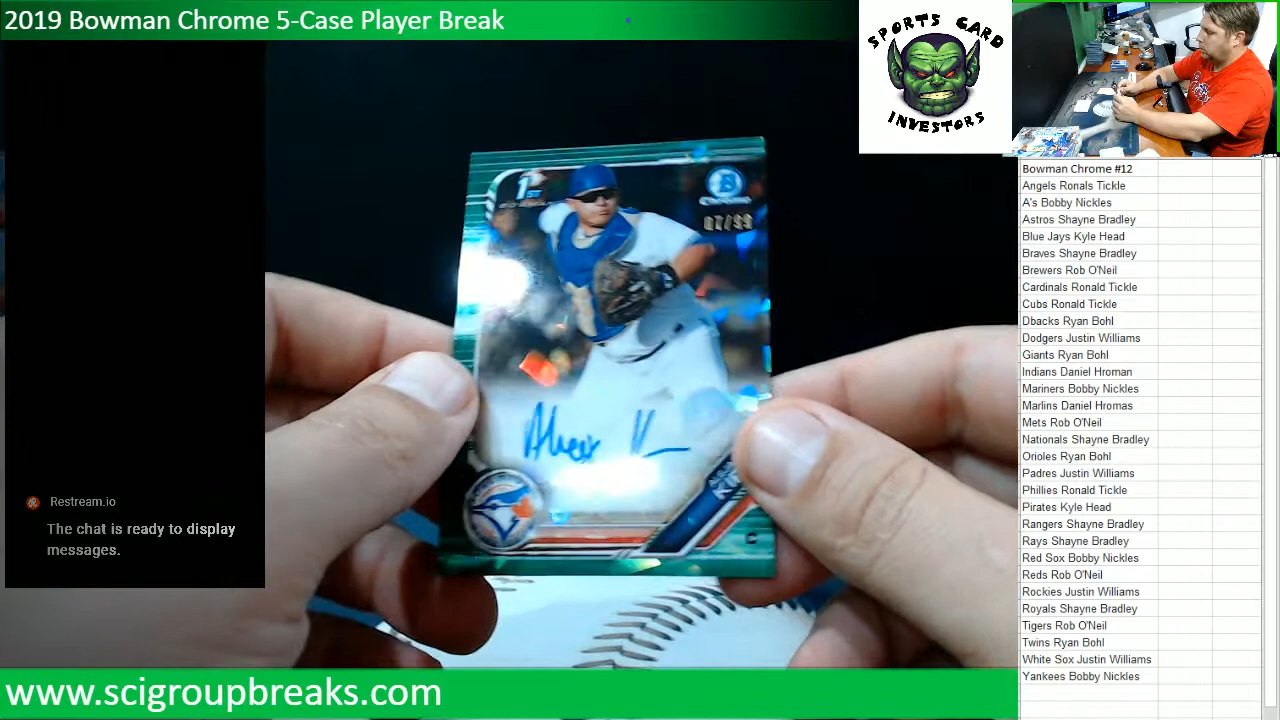 2019 Bowman Chrome 5-Case Player Break
SPORTS CARD
INVESTORS
1ST
B
CHROME
07/99
C
Restream.io
The chat is ready to display
messages.
Bowman Chrome #12
Angels Ronals Tickle
A's Bobby Nickles
Astros Shayne Bradley
Blue Jays Kyle Head
Braves Shayne Bradley
Brewers Rob O'Neil
Cardinals Ronald Tickle
Cubs Ronald Tickle
Dbacks Ryan Bohl
Dodgers Justin Williams
Giants Ryan Bohl
Indians Daniel Hroman
Mariners Bobby Nickles
Marlins Daniel Hromas
Mets Rob O'Neil
Nationals Shayne Bradley
Orioles Ryan Bohl
Padres Justin Williams
Phillies Ronald Tickle
Pirates Kyle Head
Rangers Shayne Bradley
Rays Shayne Bradley
Red Sox Bobby Nickles
Reds Rob O'Neil
Rockies Justin Williams
Royals Shayne Bradley
Tigers Rob O'Neil
Twins Ryan Bohl
White Sox Justin Williams
Yankees Bobby Nickles
www.scigroupbreaks.com